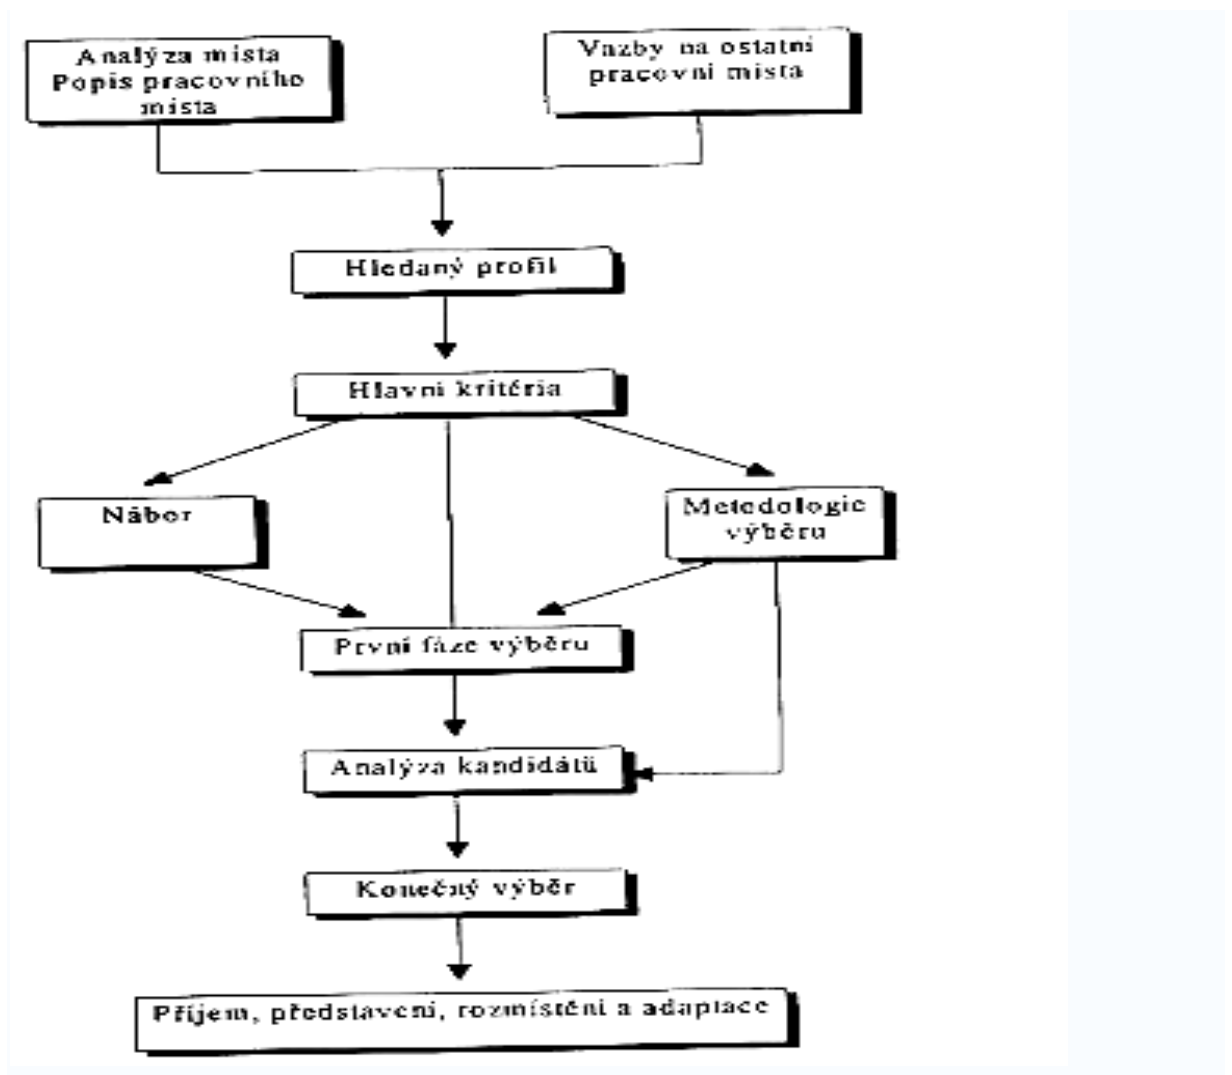 Analýza místa
Popis pracovního
místa
Vazby na ostatní
pracovní místa
Hledaný profil
Hlavní kritéria
Nábor
Metodologie
výběru
První fáze výběru
Analýza kandidátů
Konečný výběr
Příjem, představení, rozmístění a adaptace